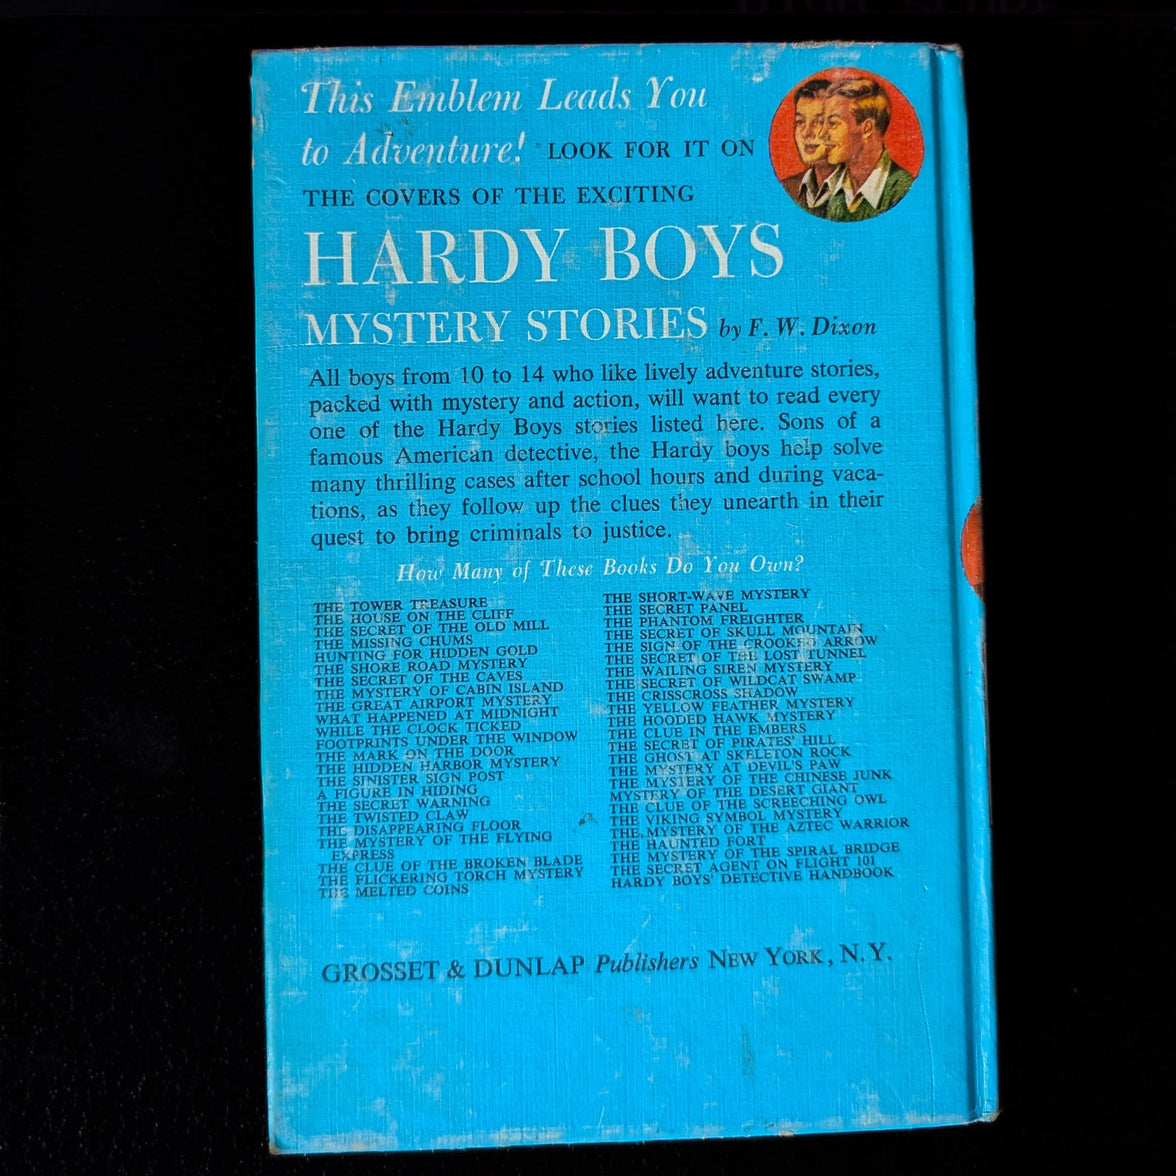 This Emblem Leads You
to Adventure! LOOK FOR IT ON
THE COVERS OF THE EXCITING
HARDY BOYS
MYSTERY STORIES by F. W. Dixon
All boys from 10 to 14 who like lively adventure stories,
packed with mystery and action, will want to read every
one of the Hardy Boys stories listed here. Sons of a
famous American detective, the Hardy boys help solve
many thrilling cases after school hours and during vaca-
tions, as they follow up the clues they unearth in their
quest to bring criminals to justice.
How Many of These Books Do You Own?
THE TOWER TREASURE
THE HOUSE ON THE CLIFF
THE SECRET OF THE OLD MILL
THE MISSING CHUMS
HUNTING FOR HIDDEN GOLD
THE SHORE ROAD MYSTERY
THE SECRET OF THE CAVES
THE MYSTERY OF CABIN ISLAND
THE GREAT AIRPORT MYSTERY
WHAT HAPPENED AT MIDNIGHT
WHILE THE CLOCK TICKED
FOOTPRINTS UNDER THE WINDOW
THE MARK ON THE DOOR
THE HIDDEN HARBOR MYSTERY
THE SINISTER SIGN POST
A FIGURE IN HIDING
THE SECRET WARNING
THE TWISTED CLAW
THE DISAPPEARING FLOOR
THE MYSTERY OF THE FLYING
EXPRESS
THE CLUE OF THE BROKEN BLADE
THE FLICKERING TORCH MYSTERY
THE MELTED COINS
THE SHORT-WAVE MYSTERY
THE SECRET PANEL
THE PHANTOM FREIGHTER
THE SECRET OF SKULL MOUNTAIN
THE SIGN OF THE CROOKED ARROW
THE SECRET OF THE LOST TUNNEL
THE WAILING SIREN MYSTERY
THE SECRET OF WILDCAT SWAMP
THE CRISSCROSS SHADOW
THE YELLOW FEATHER MYSTERY
THE HOODED HAWK MYSTERY
THE CLUE IN THE EMBERS
THE SECRET OF PIRATES' HILL
THE GHOST AT SKELETON ROCK
THE MYSTERY AT DEVIL'S PAW
THE MYSTERY OF THE CHINESE JUNK
MYSTERY OF THE DESERT GIANT
THE CLUE OF THE SCREECHING OWL
THE VIKING SYMBOL MYSTERY
THE MYSTERY OF THE AZTEC WARRIOR
THE HAUNTED FORT
THE MYSTERY OF THE SPIRAL BRIDGE
THE SECRET AGENT ON FLIGHT 101
HARDY BOYS' DETECTIVE HANDBOOK
GROSSET & DUNLAP Publishers NEW YORK, N.Y.